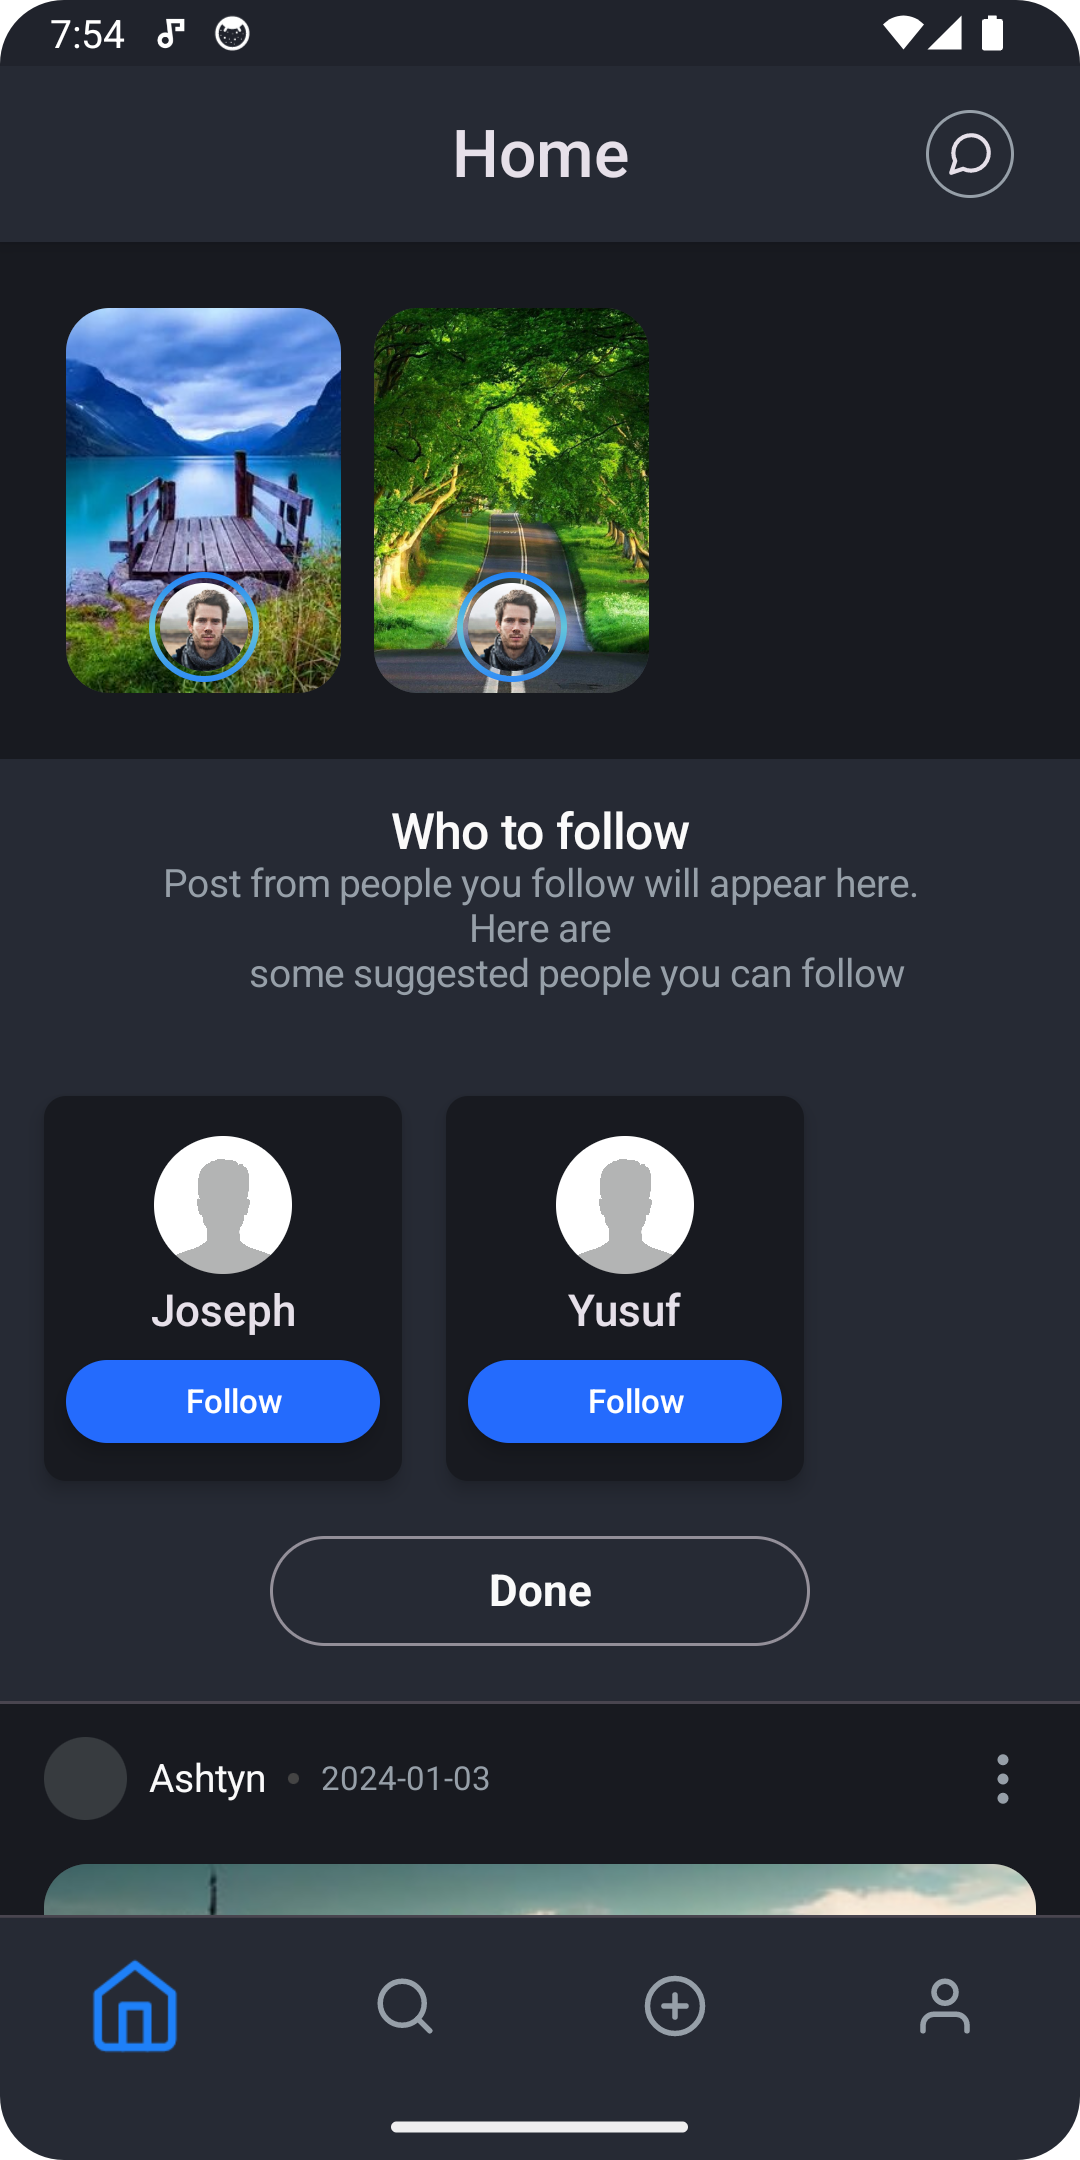 7:54
Home
Who to follow
Post from people you follow will appear here.
Here are
some suggested people you can follow
Joseph
Yusuf
Follow
Follow
Done
Ashtyn • 2024-01-03